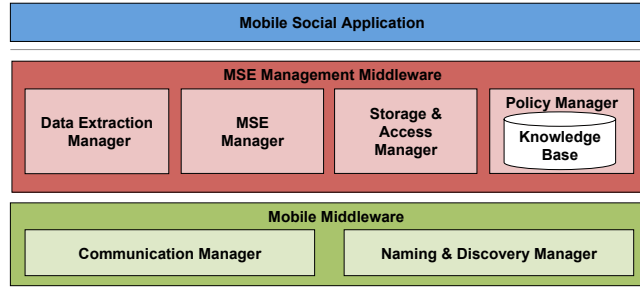 Mobile Social Application
MSE Management Middleware
Data Extraction
Manager
MSE
Manager
Storage &
Access
Manager
Policy Manager
Knowledge
Base
Mobile Middleware
Communication Manager
Naming & Discovery Manager